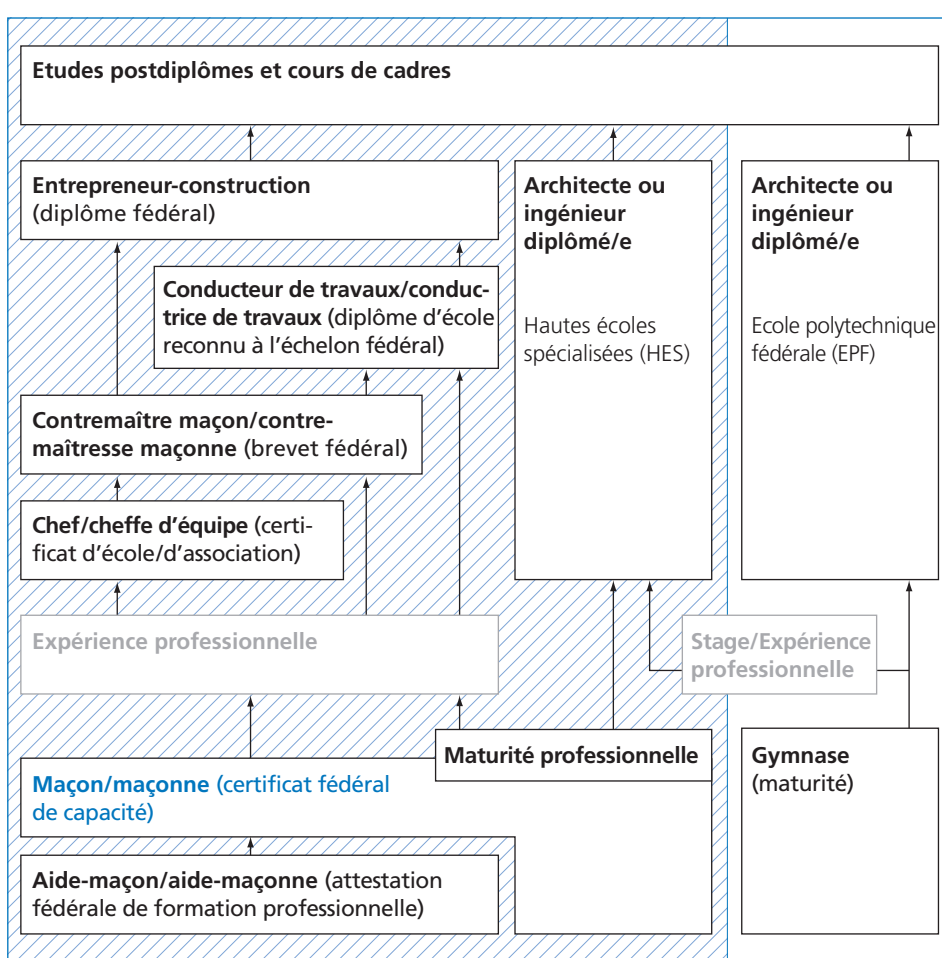 Etudes postdiplômes et cours de cadres
Entrepreneur-construction
(diplôme fédéral)
Architecte ou
ingénieur
diplômé/e
Hautes écoles
spécialisées (HES)
Architecte ou
ingénieur
diplômé/e
Ecole polytechnique
fédérale (EPF)
Conducteur de travaux/conduc-
trice de travaux (diplôme d'école
reconnu à l'échelon fédéral)
Contremaître maçon/contre-
maîtresse maçonne (brevet fédéral)
Chef/cheffe d'équipe (certi-
ficat d'école/d'association)
Expérience professionnelle
Stage/Expérience
professionnelle
Maturité professionnelle
Gymnase
(maturité)
Maçon/maçonne (certificat fédéral
de capacité)
Aide-maçon/aide-maçonne (attestation
fédérale de formation professionnelle)